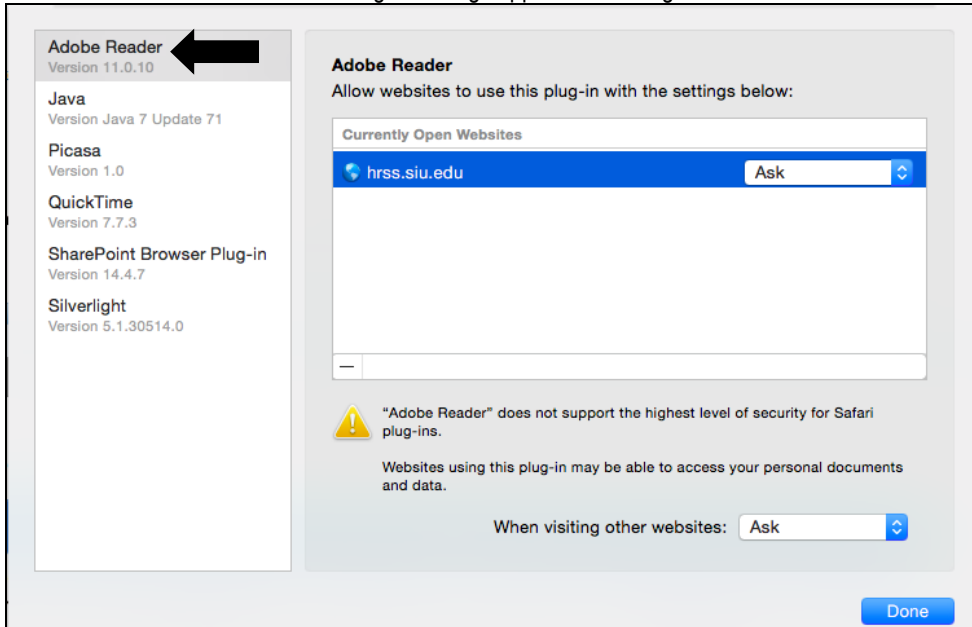 Adobe Reader
Version 11.0.10
Java
Version Java 7 Update 71
Picasa
Version 1.0
QuickTime
Version 7.7.3
SharePoint Browser Plug-in
Version 14.4.7
Silverlight
Version 5.1.30514.0
Adobe Reader
Allow websites to use this plug-in with the settings below:
Currently Open Websites
hrss.siu.edu Ask
—
“Adobe Reader” does not support the highest level of security for Safari
plug-ins.
Websites using this plug-in may be able to access your personal documents
and data.
When visiting other websites: Ask
Done